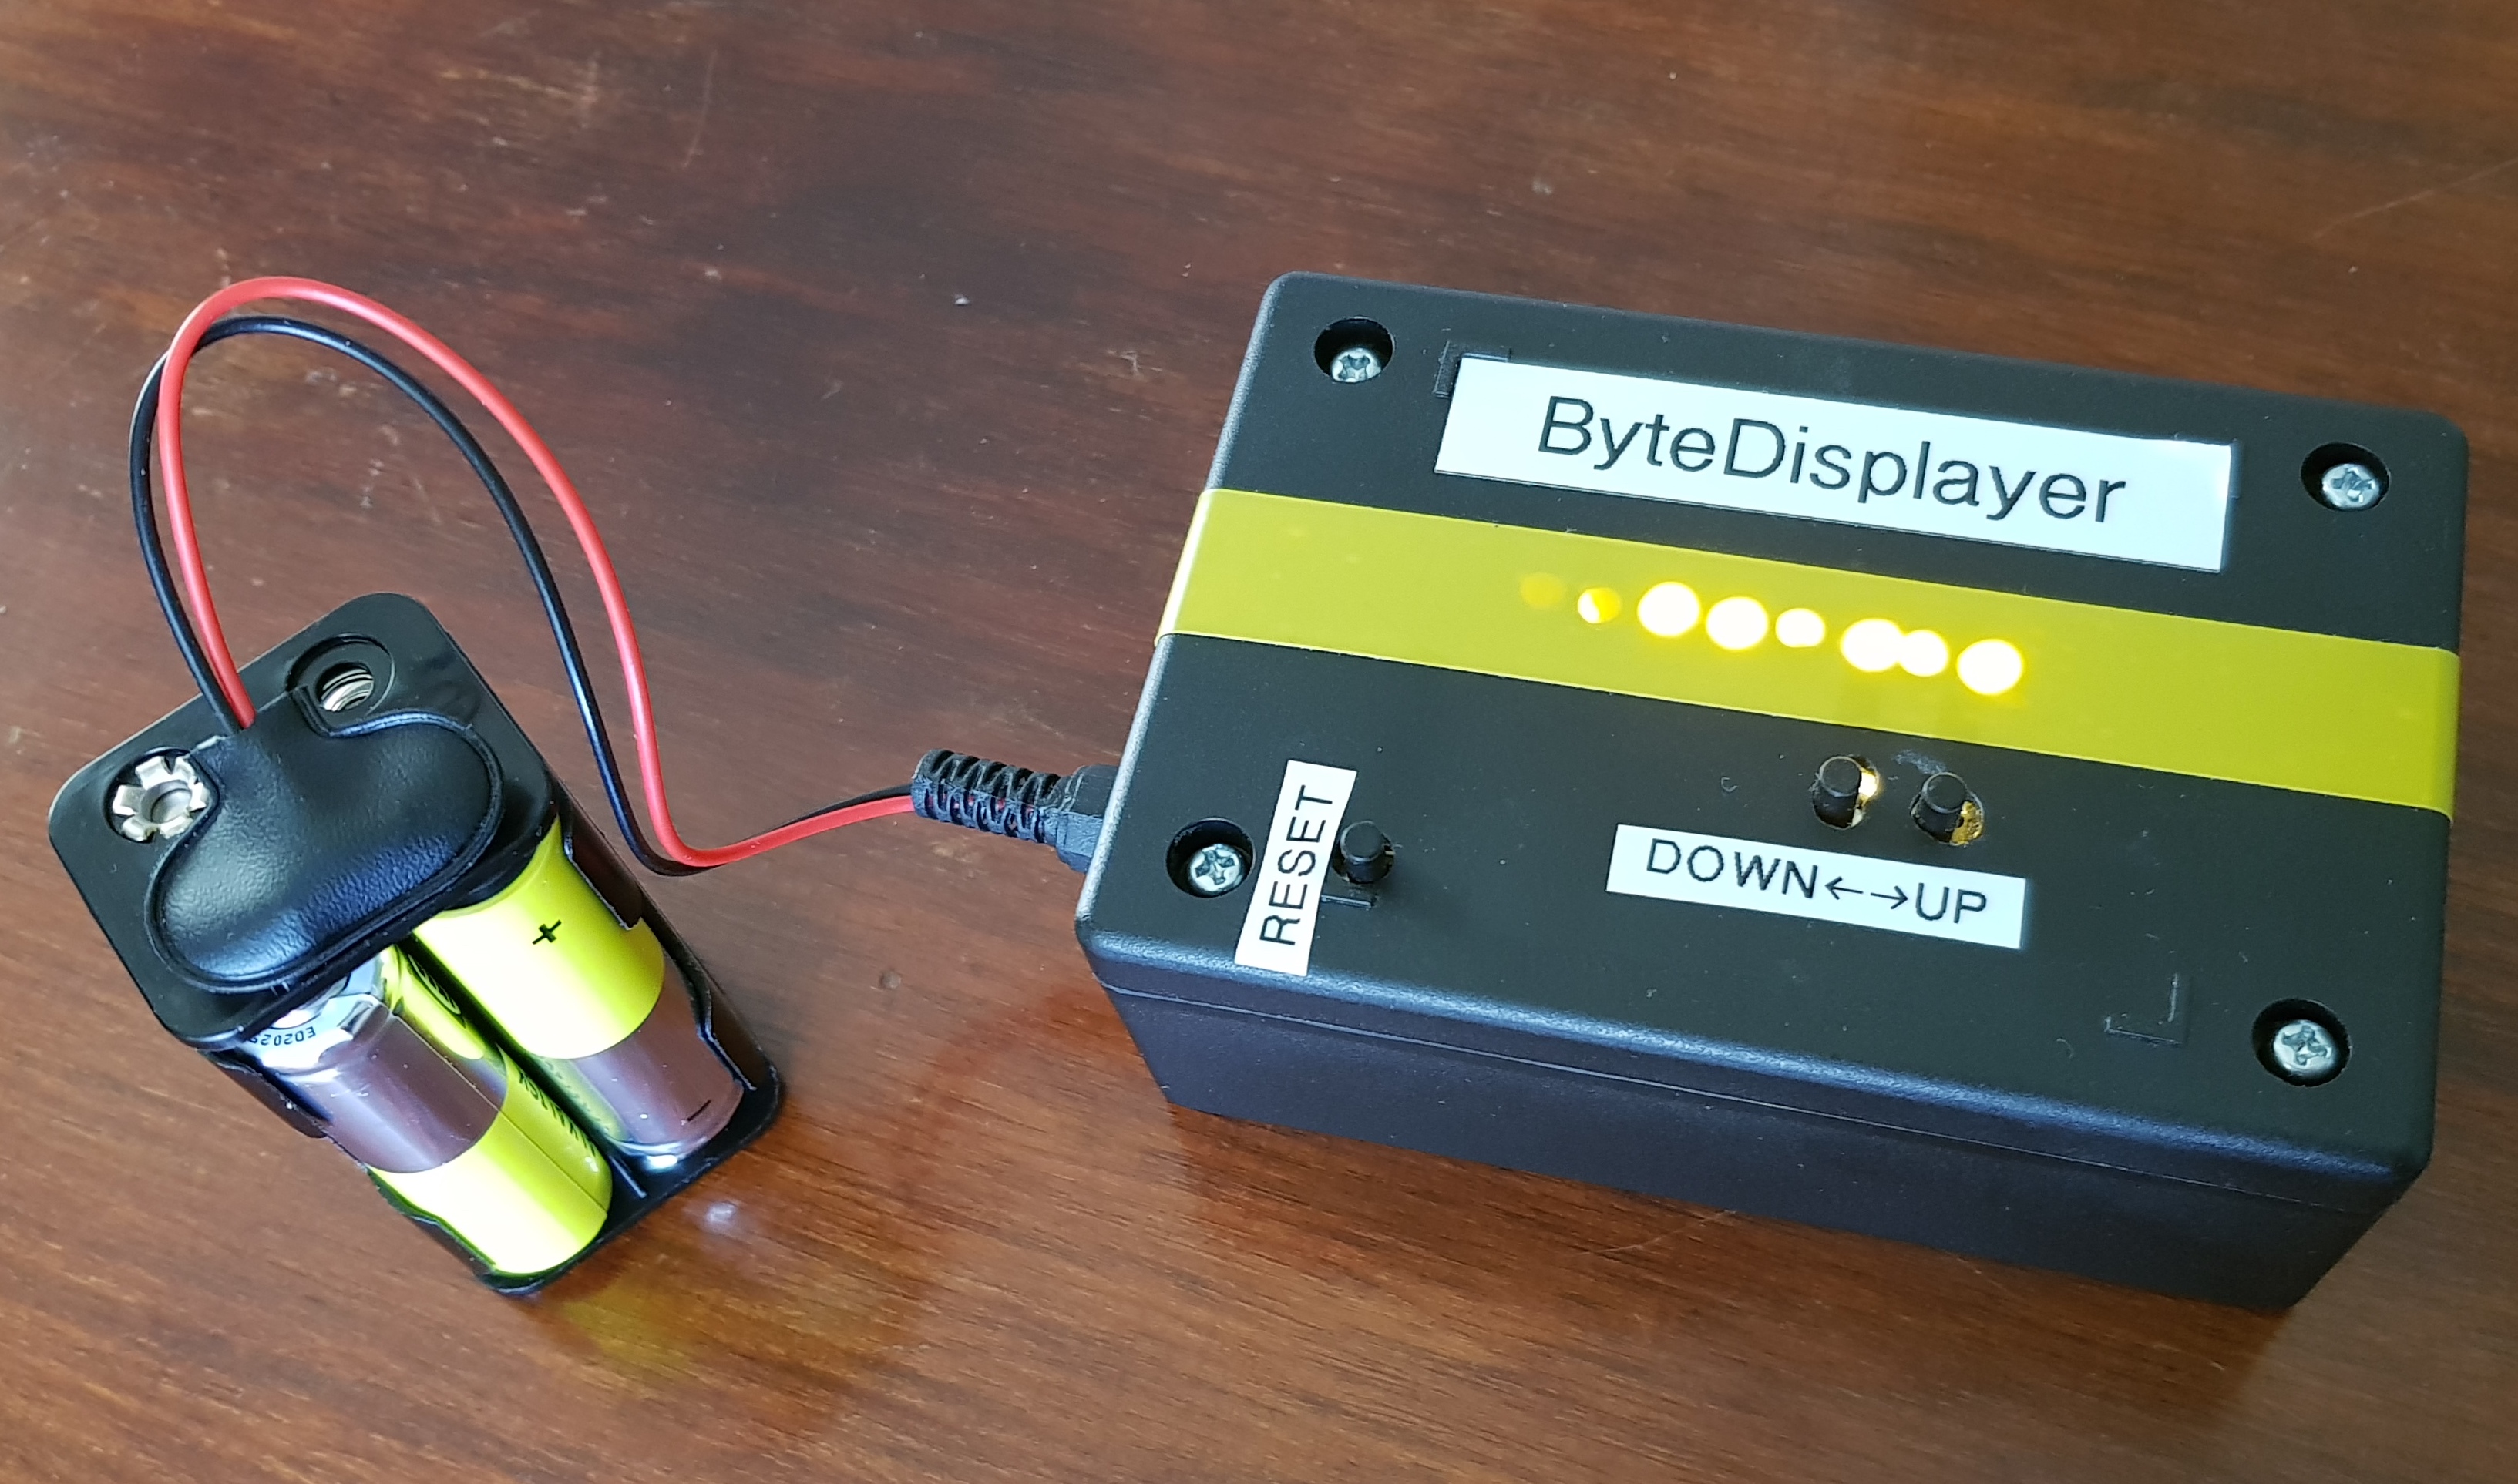 ByteDisplayer
RESET
DOWN←→UP
+
-